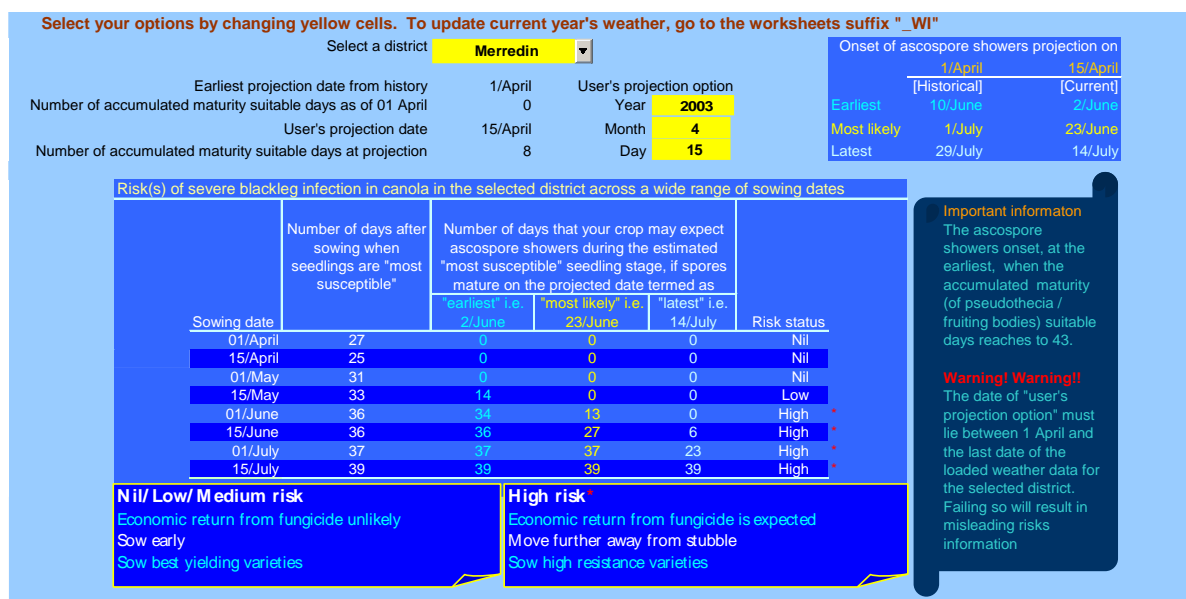 Select your options by changing yellow cells. To update current year's weather, go to the worksheets suffix "_WI"
Select a district Merredin
Onset of ascospore showers projection on
1/April 15/April
Earliest projection date from history 1/April User's projection option [Historical] [Current]
Number of accumulated maturity suitable days as of 01 April 0 Year 2003 Earliest 10/June 2/June
User's projection date 15/April Month 4 Most likely 1/July 23/June
Number of accumulated maturity suitable days at projection 8 Day 15 Latest 29/July 14/July
Risk(s) of severe blackleg infection in canola in the selected district across a wide range of sowing dates
Sowing date
Number of days after
sowing when
seedlings are "most
susceptible"
Number of days that your crop may expect
ascospore showers during the estimated
"most susceptible" seedling stage, if spores
mature on the projected date termed as
"earliest" i.e. "most likely" i.e. "latest" i.e.
2/June 23/June 14/July
Risk status
01/April 27 0 0 0 Nil
15/April 25 0 0 0 Nil
01/May 31 0 0 0 Nil
15/May 33 14 0 0 Low
01/June 36 34 13 0 High *
15/June 36 36 27 6 High *
01/July 37 37 37 23 High *
15/July 39 39 39 39 High *
Nil/ Low/ Medium risk
Economic return from fungicide unlikely
Sow early
Sow best yielding varieties
High risk*
Economic return from fungicide is expected
Move further away from stubble
Sow high resistance varieties
Important informaton
The ascospore
showers onset, at the
earliest, when the
accumulated maturity
(of pseudothecia /
fruiting bodies) suitable
days reaches to 43.
Warning! Warning!!
The date of "user's
projection option" must
lie between 1 April and
the last date of the
loaded weather data for
the selected district.
Failing so will result in
misleading risks
information